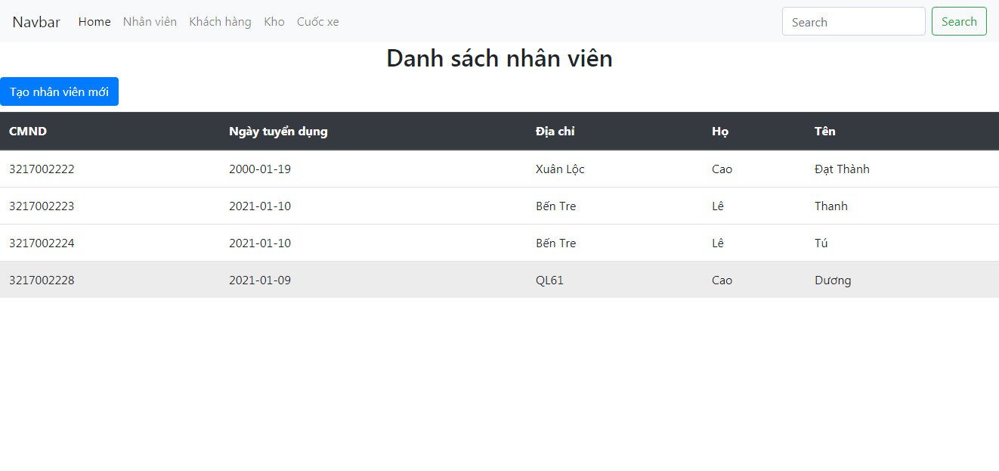 Navbar Home Nhân viên Khách hàng Kho Cuốc xe Search Search
Danh sách nhân viên
Tạo nhân viên mới
CMND Ngày tuyển dụng Địa chỉ Họ Tên
3217002222 2000-01-19 Xuân Lộc Cao Đạt Thành
3217002223 2021-01-10 Bến Tre Lê Thanh
3217002224 2021-01-10 Bến Tre Lê Tú
3217002228 2021-01-09 QL61 Cao Dương